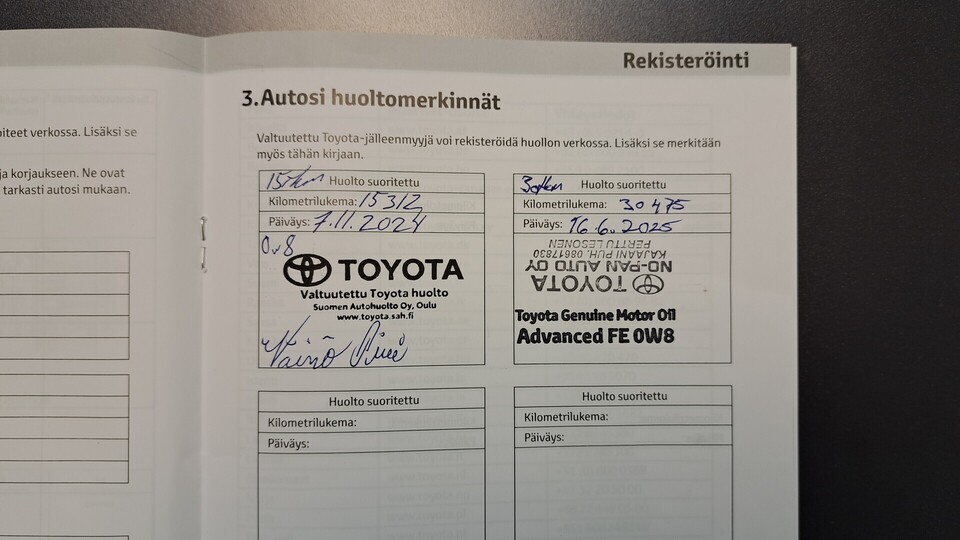 Rekisteröinti
3.Autosi huoltomerkinnät
piteet verkossa. Lisäksi se
ja korjaukseen. Ne ovat
tarkasti autosi mukaan.
Valtuutettu Toyota-jälleenmyyjä voi rekisteröidä huollon verkossa. Lisäksi se merkitään
myös tähän kirjaan.
15tkm Huolto suoritettu
Kilometrilukema: 15312
Päiväys: 7.11.2024
0w8
TOYOTA
Valtuutettu Toyota huolto
Suomen Autohuolto Oy, Oulu
www.toyota.sah.fi
Väinö
30tkm Huolto suoritettu
Kilometrilukema: 30 475
Päiväys: 16.6.2025
TOYOTA
NO-PAN AUTO OY
KAJAANI PUH. 08617830
PERTTU LESONEN
Toyota Genuine Motor Oil
Advanced FE 0W8
Huolto suoritettu
Kilometrilukema:
Päiväys:
Huolto suoritettu
Kilometrilukema:
Päiväys: